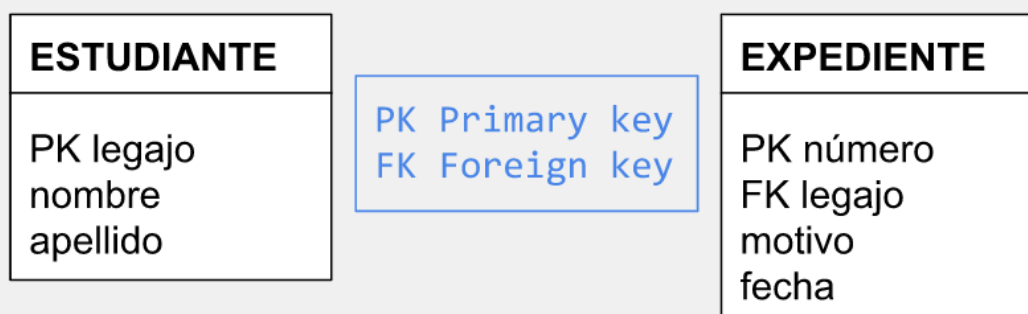 ESTUDIANTE
PK legajo
nombre
apellido
PK Primary key
FK Foreign key
EXPEDIENTE
PK número
FK legajo
motivo
fecha